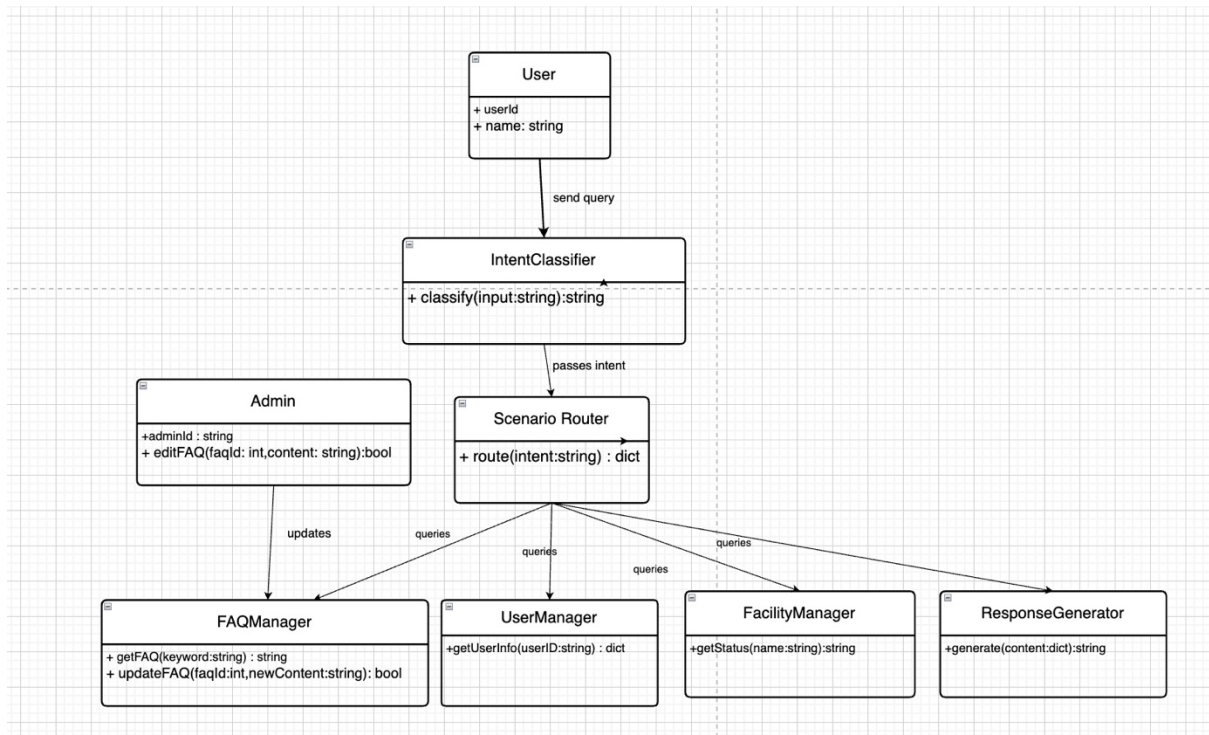 User
+ userId
+ name: string
send query
IntentClassifier
+ classify(input:string):string
passes intent
Admin
+adminId : string
+ editFAQ(faqId: int,content: string):bool
Scenario Router
+ route(intent:string) : dict
updates
queries
queries
queries
queries
FAQManager
+ getFAQ(keyword:string) : string
+ updateFAQ(faqId:int,newContent:string): bool
UserManager
+getUserInfo(userID:string) : dict
FacilityManager
+getStatus(name:string):string
ResponseGenerator
+generate(content:dict):string